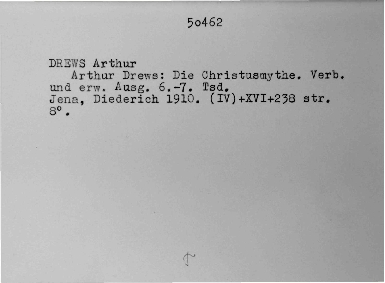 50462
DREWS Arthur
Arthur Drews: Die Christusmythe. Verb.
und erw. Ausg. 6.-7. Tsd.
Jena, Diederich 1910. (IV)+XVI+238 str.
8°.